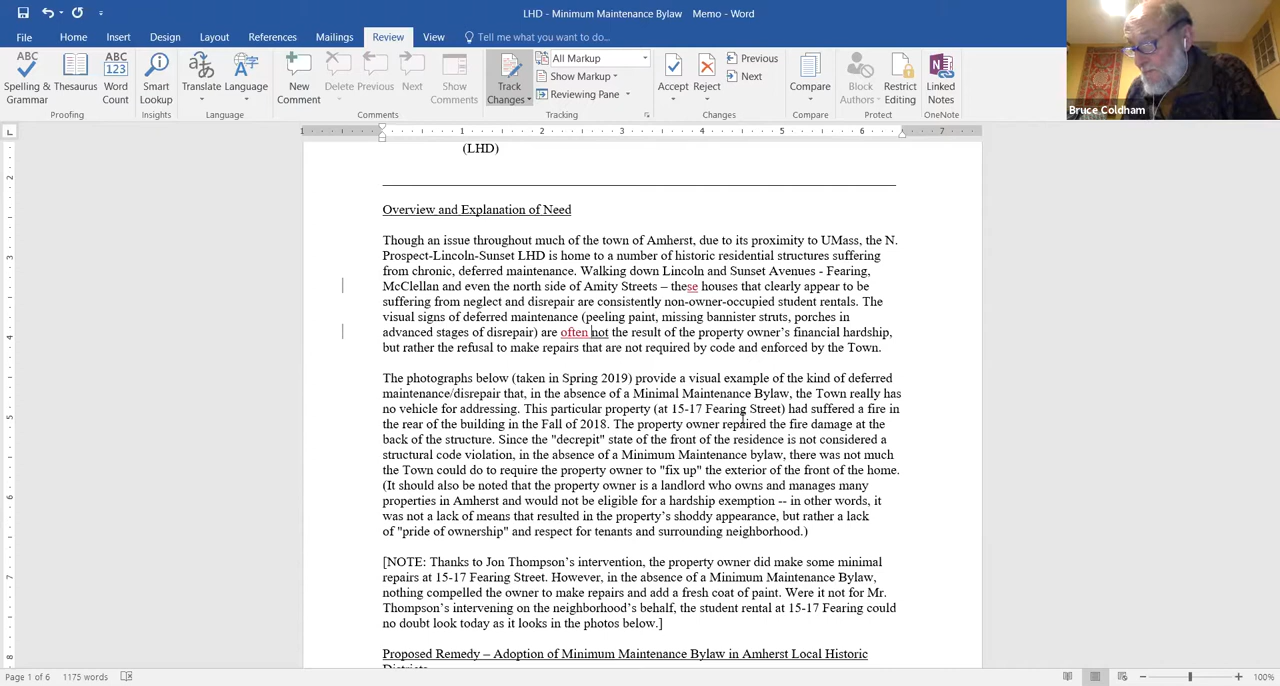 LHD - Minimum Maintenance Bylaw Memo - Word
File Home Insert Design Layout References Mailings Review View Tell me what you want to do...
ABC ABC 123
Spelling & Grammar Thesaurus Word Count Smart Lookup Translate Language New Comment Delete Previous Next Show Comments Track Changes Accept Reject Compare Block Authors Restrict Editing Linked Notes
All Markup Previous
Show Markup Next
Reviewing Pane
Proofing Insights Language Comments Tracking Changes Compare Protect OneNote
Bruce Coldham
1 1 2 3 4 5 6 7
(LHD)
Overview and Explanation of Need
Though an issue throughout much of the town of Amherst, due to its proximity to UMass, the N.
Prospect-Lincoln-Sunset LHD is home to a number of historic residential structures suffering
from chronic, deferred maintenance. Walking down Lincoln and Sunset Avenues - Fearing,
McClellan and even the north side of Amity Streets – these houses that clearly appear to be
suffering from neglect and disrepair are consistently non-owner-occupied student rentals. The
visual signs of deferred maintenance (peeling paint, missing bannister struts, porches in
advanced stages of disrepair) are often not the result of the property owner's financial hardship,
but rather the refusal to make repairs that are not required by code and enforced by the Town.
The photographs below (taken in Spring 2019) provide a visual example of the kind of deferred
maintenance/disrepair that, in the absence of a Minimal Maintenance Bylaw, the Town really has
no vehicle for addressing. This particular property (at 15-17 Fearing Street) had suffered a fire in
the rear of the building in the Fall of 2018. The property owner repaired the fire damage at the
back of the structure. Since the "decrepit" state of the front of the residence is not considered a
structural code violation, in the absence of a Minimum Maintenance bylaw, there was not much
the Town could do to require the property owner to "fix up" the exterior of the front of the home.
(It should also be noted that the property owner is a landlord who owns and manages many
properties in Amherst and would not be eligible for a hardship exemption -- in other words, it
was not a lack of means that resulted in the property's shoddy appearance, but rather a lack
of "pride of ownership" and respect for tenants and surrounding neighborhood.)
[NOTE: Thanks to Jon Thompson's intervention, the property owner did make some minimal
repairs at 15-17 Fearing Street. However, in the absence of a Minimum Maintenance Bylaw,
nothing compelled the owner to make repairs and add a fresh coat of paint. Were it not for Mr.
Thompson's intervening on the neighborhood's behalf, the student rental at 15-17 Fearing could
no doubt look today as it looks in the photos below.]
Proposed Remedy – Adoption of Minimum Maintenance Bylaw in Amherst Local Historic
Districts
Page 1 of 6 1175 words 100%